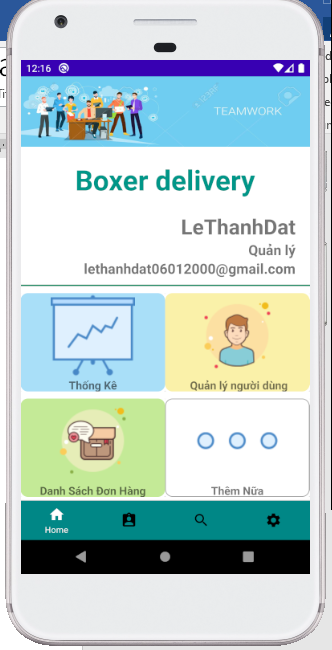 12:16
TEAMWORK
Boxer delivery
LeThanhDat
Quản lý
lethanhdat06012000@gmail.com
Thống Kê
Quản lý người dùng
Danh Sách Đơn Hàng
Thêm Nữa
Home